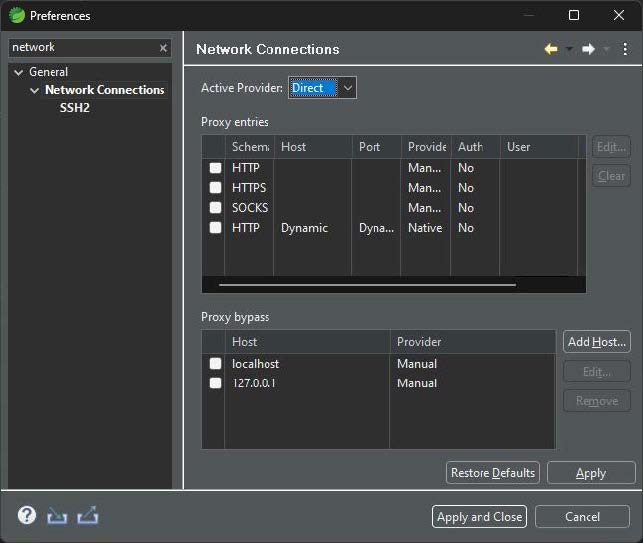 Preferences
network
General
Network Connections
SSH2
Network Connections
Active Provider: Direct
Proxy entries
Schema Host Port Provide Auth User
HTTP Man... No
HTTPS Man... No
SOCKS Man... No
HTTP Dynamic Dyna... Native No
Edit...
Clear
Proxy bypass
Host Provider
localhost Manual
127.0.0.1 Manual
Add Host...
Edit...
Remove
Restore Defaults Apply
? Apply and Close Cancel